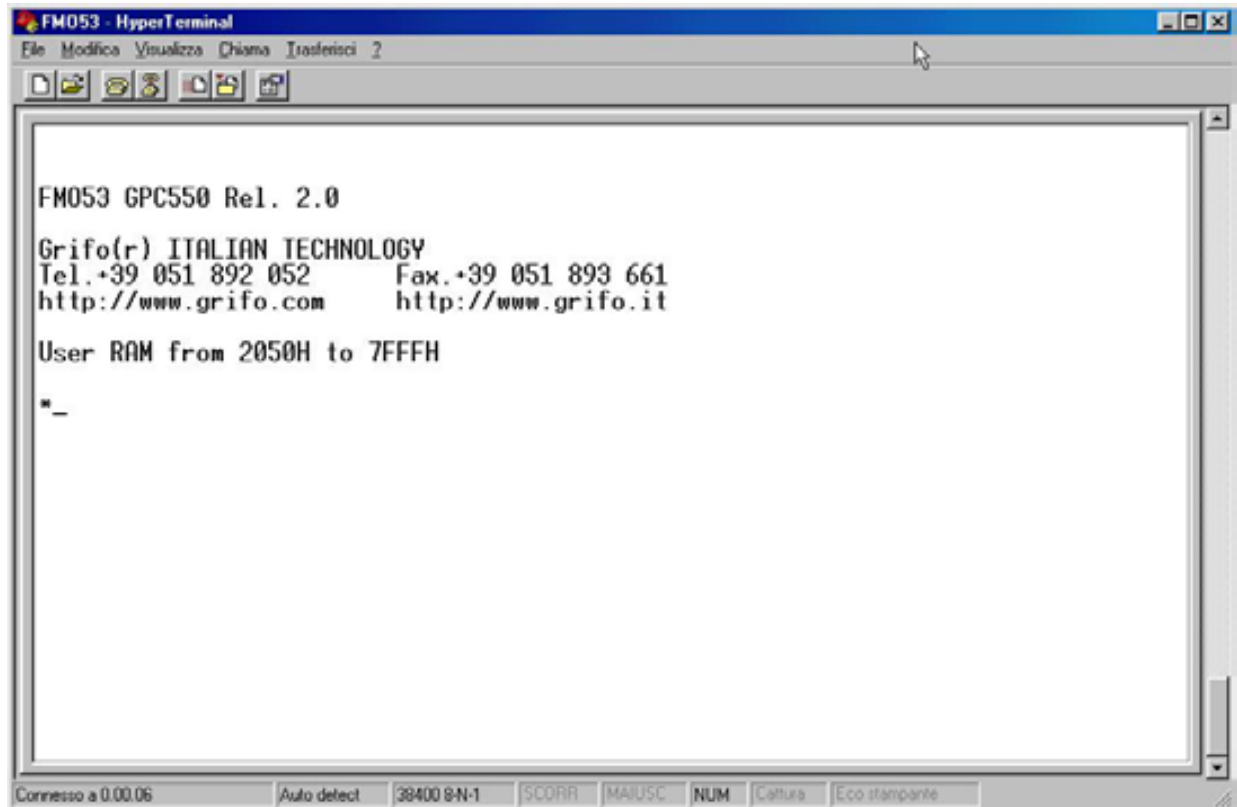 FMO53 - HyperTerminal
File Modifica Visualizza Chiama Trasferisci ?
FMO53 GPC550 Rel. 2.0
Grifo(r) ITALIAN TECHNOLOGY
Tel.+39 051 892 052 Fax.+39 051 893 661
http://www.grifo.com http://www.grifo.it
User RAM from 2050H to 7FFFH
*_
Connesso a 0.00.06 Auto detect 38400 8-N-1 SCORR MAIUSC NUM Cattura Eco stampante